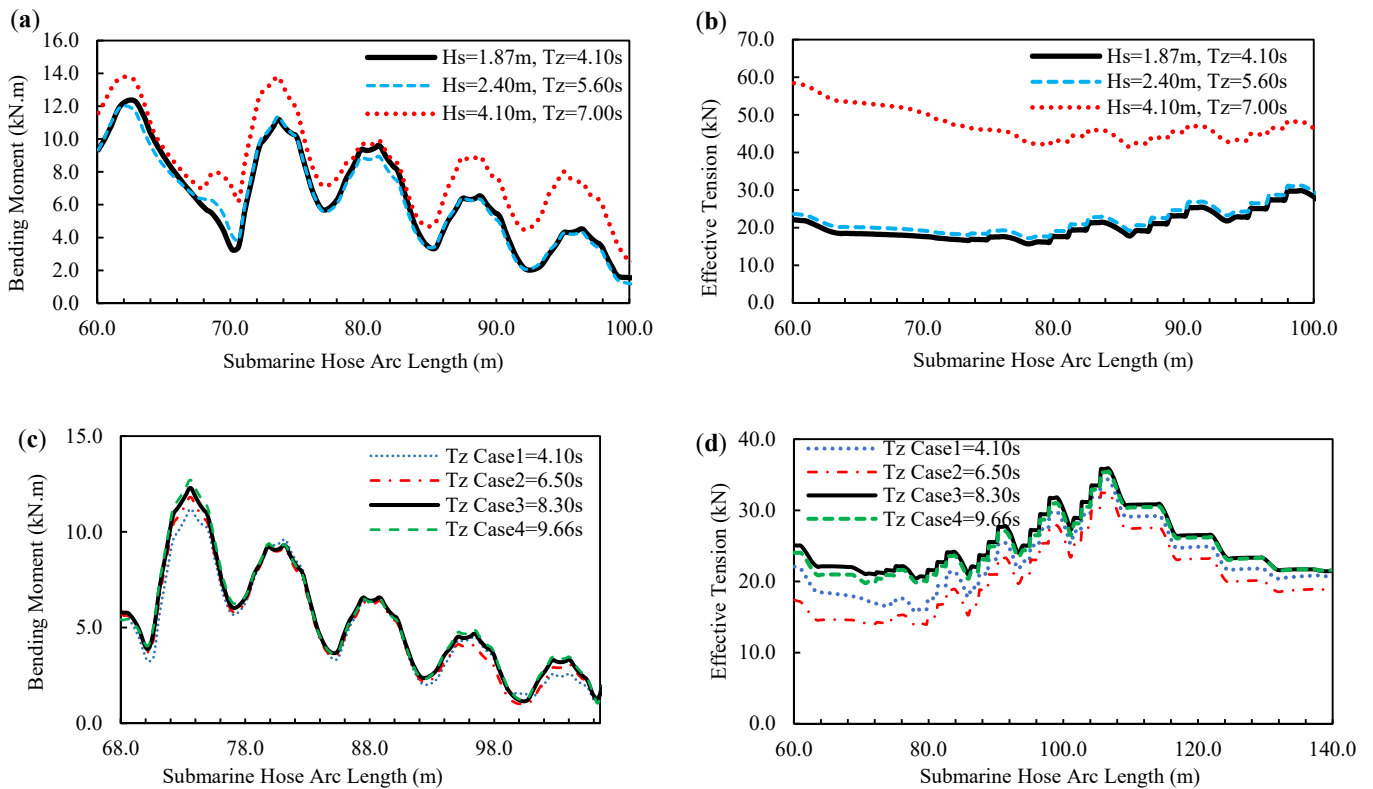 (a)
16.0
14.0
12.0
10.0
8.0
6.0
4.0
2.0
0.0
Bending Moment (kN.m)
Hs=1.87m, Tz=4.10s
Hs=2.40m, Tz=5.60s
Hs=4.10m, Tz=7.00s
60.0 70.0 80.0 90.0 100.0
Submarine Hose Arc Length (m)
(b)
70.0
60.0
50.0
40.0
30.0
20.0
10.0
0.0
Effective Tension (kN)
Hs=1.87m, Tz=4.10s
Hs=2.40m, Tz=5.60s
Hs=4.10m, Tz=7.00s
60.0 70.0 80.0 90.0 100.0
Submarine Hose Arc Length (m)
(c)
15.0
10.0
5.0
0.0
Bending Moment (kN.m)
Tz Case1=4.10s
Tz Case2=6.50s
Tz Case3=8.30s
Tz Case4=9.66s
68.0 78.0 88.0 98.0
Submarine Hose Arc Length (m)
(d)
40.0
30.0
20.0
10.0
0.0
Effective Tension (kN)
Tz Case1=4.10s
Tz Case2=6.50s
Tz Case3=8.30s
Tz Case4=9.66s
60.0 80.0 100.0 120.0 140.0
Submarine Hose Arc Length (m)